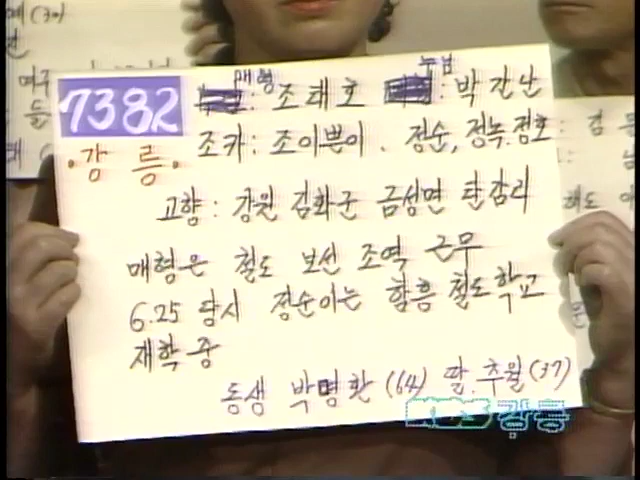 7382
매형 누님
: 조태호 : 박간난
·강릉· 조카: 조이쁜이. 정순, 정녹, 정호:
고향: 강원 김화군 금성면 탄감리
매형은 철도 보선 조역 근무
6.25 당시 정순이는 함흥 철도학교
재학 중
동생 박명환 (64) 딸. 추월 (37)
KBS 강릉